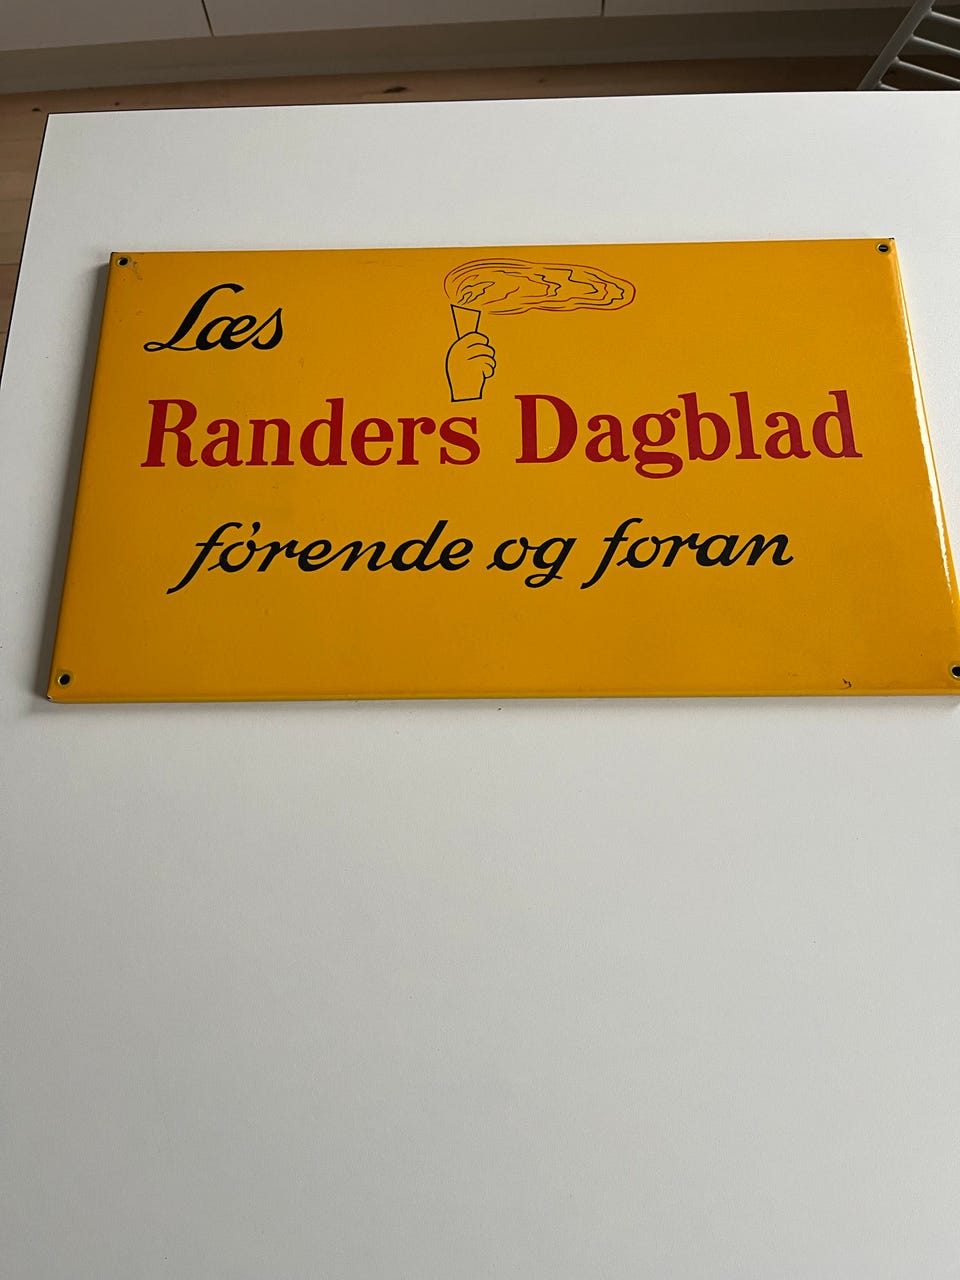 Læs
Randers Dagblad
førende og foran